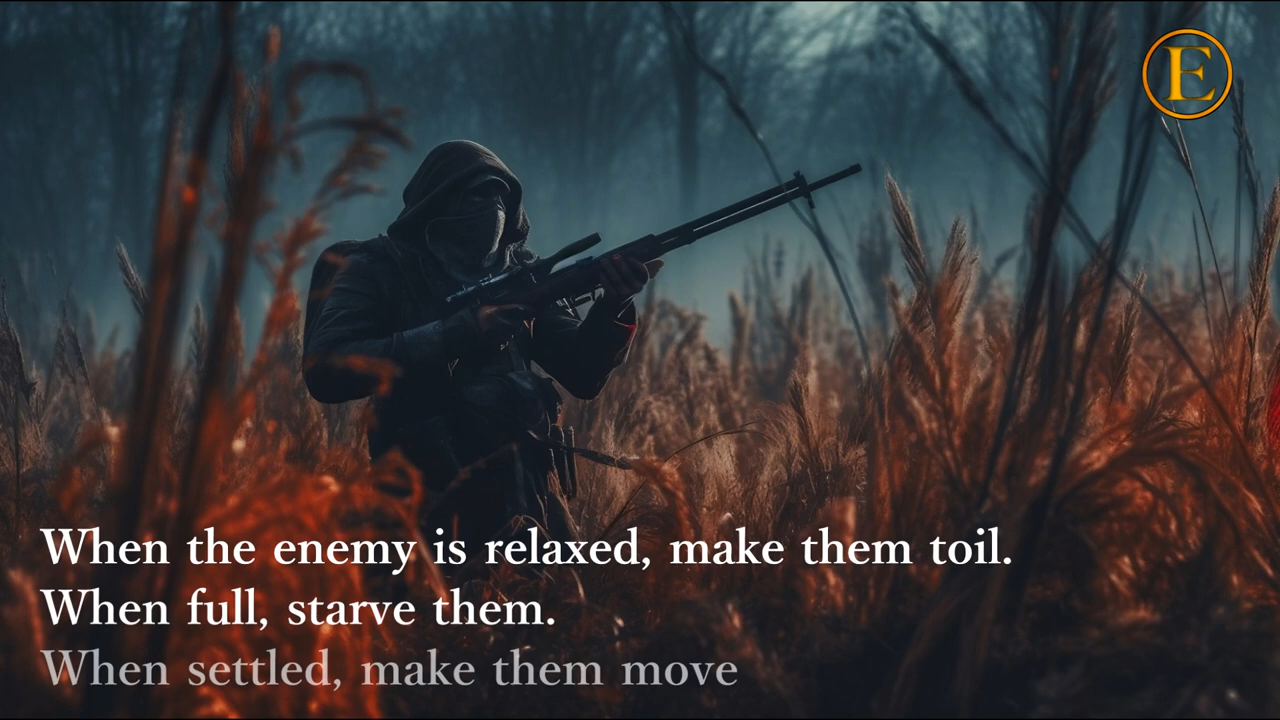 E
When the enemy is relaxed, make them toil.
When full, starve them.
When settled, make them move